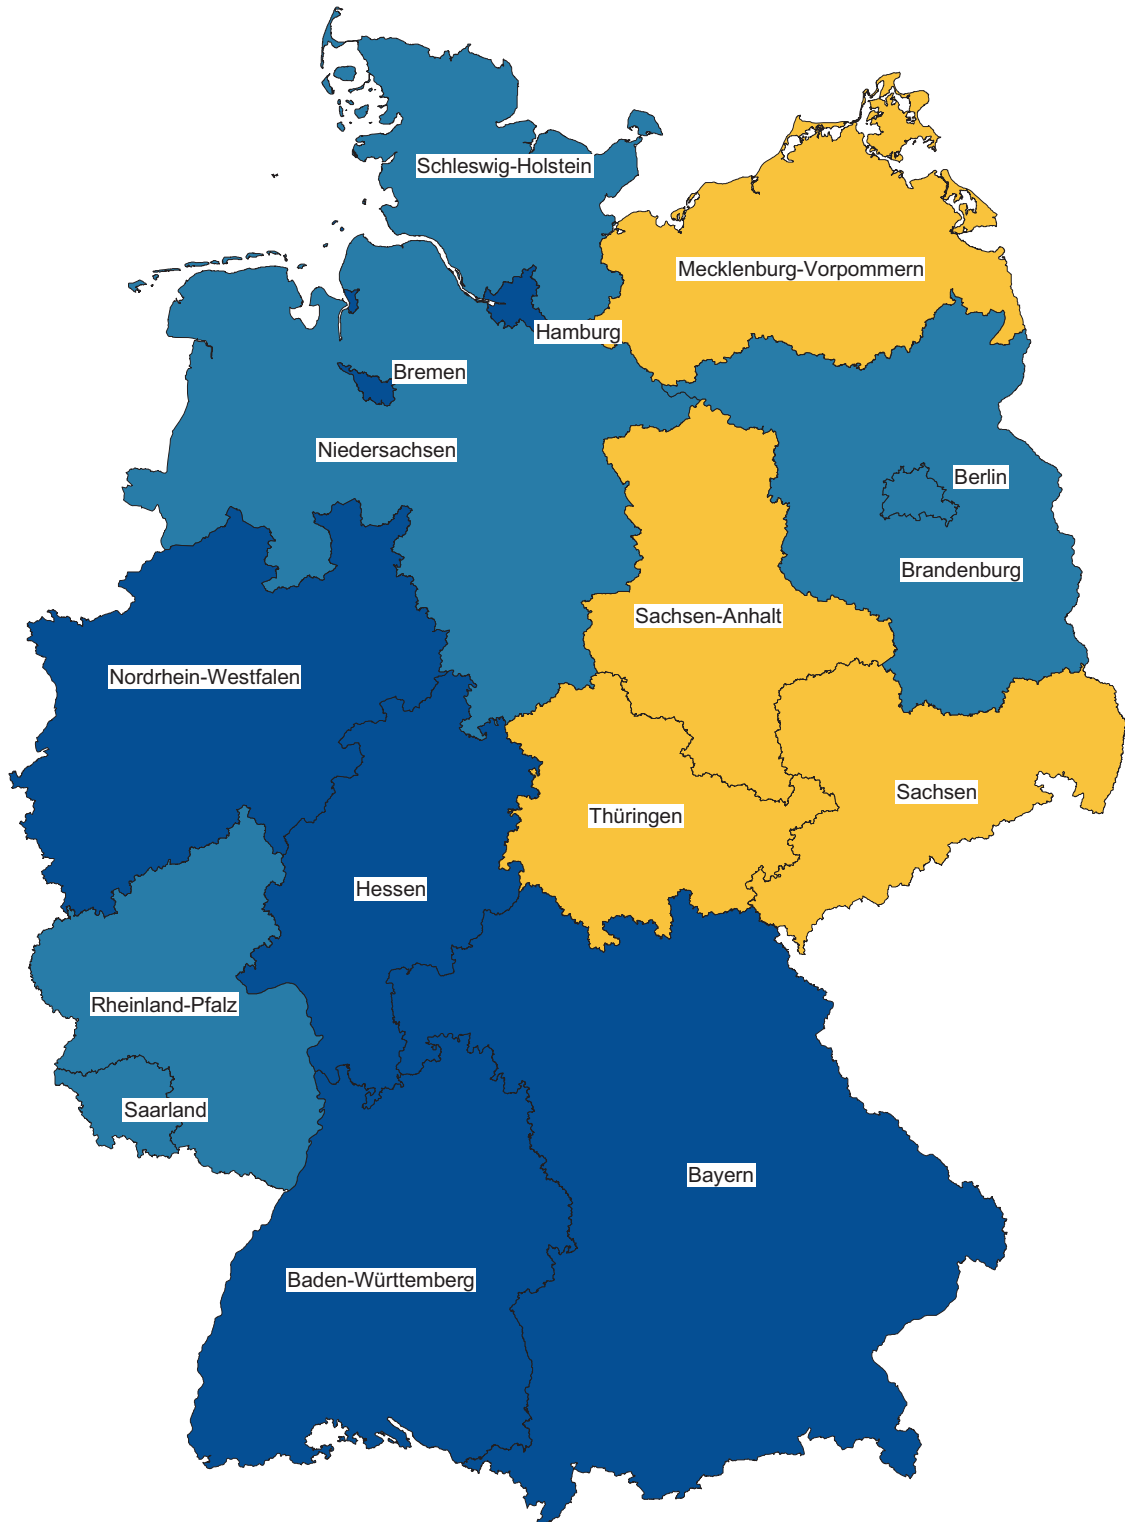 Schleswig-Holstein
Mecklenburg-Vorpommern
Hamburg
Bremen
Niedersachsen
Berlin
Brandenburg
Sachsen-Anhalt
Nordrhein-Westfalen
Sachsen
Thüringen
Hessen
Rheinland-Pfalz
Saarland
Bayern
Baden-Württemberg